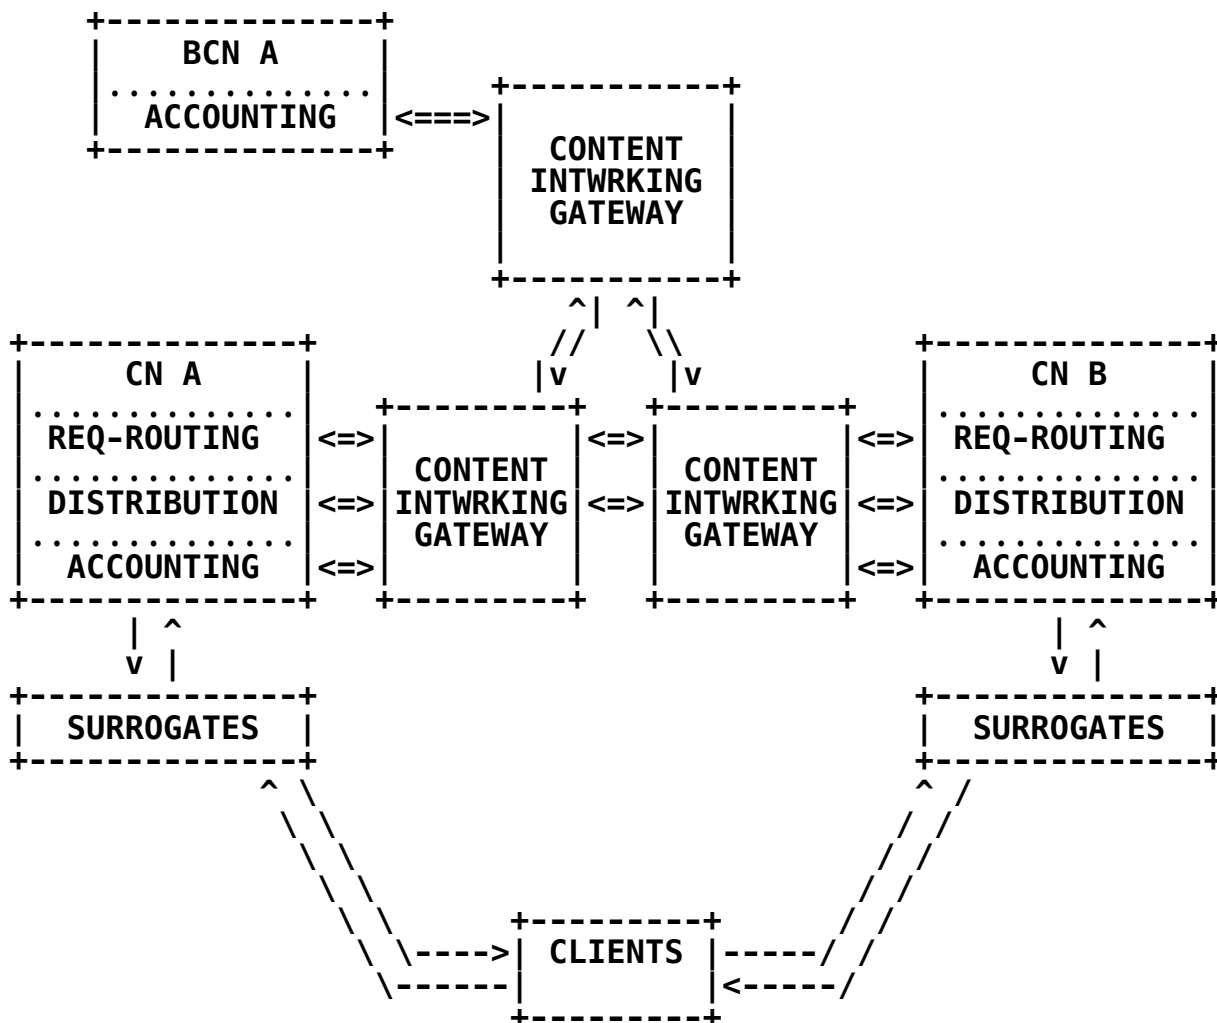 +--------------+
|     BCN A    |
|..............|     +-----------+
|   ACCOUNTING |<===>|           |
+--------------+     |  CONTENT  |
                     | INTWRKING |
                     |  GATEWAY  |
                     |           |
                     +-----------+
                         ^| ^|
+--------------+            //   \\            +--------------+
|     CN A     |           |v     |v           |     CN B     |
|..............|   +---------+   +---------+   |..............|
| REQ-ROUTING  |<=>|         |<=>|         |<=>| REQ-ROUTING  |
|..............|   | CONTENT |   | CONTENT |   |..............|
| DISTRIBUTION |<=>|INTWRKING|<=>|INTWRKING|<=>| DISTRIBUTION |
|..............|   | GATEWAY |   | GATEWAY |   |..............|
|  ACCOUNTING  |<=>|         |   |         |<=>|  ACCOUNTING  |
+--------------+   +---------+   +---------+   +--------------+
      | ^                                             | ^
      v |                                             v |
+--------------+                               +--------------+
|  SURROGATES  |                               |  SURROGATES  |
+--------------+                               +--------------+
             ^ \                               ^ /
              \ \                             / /
               \ \                           / /
                \ \                         / /
                 \ \      +---------+      / /
                  \ \---->| CLIENTS |-----/ /
                   \------|         |<-----/
                          +---------+